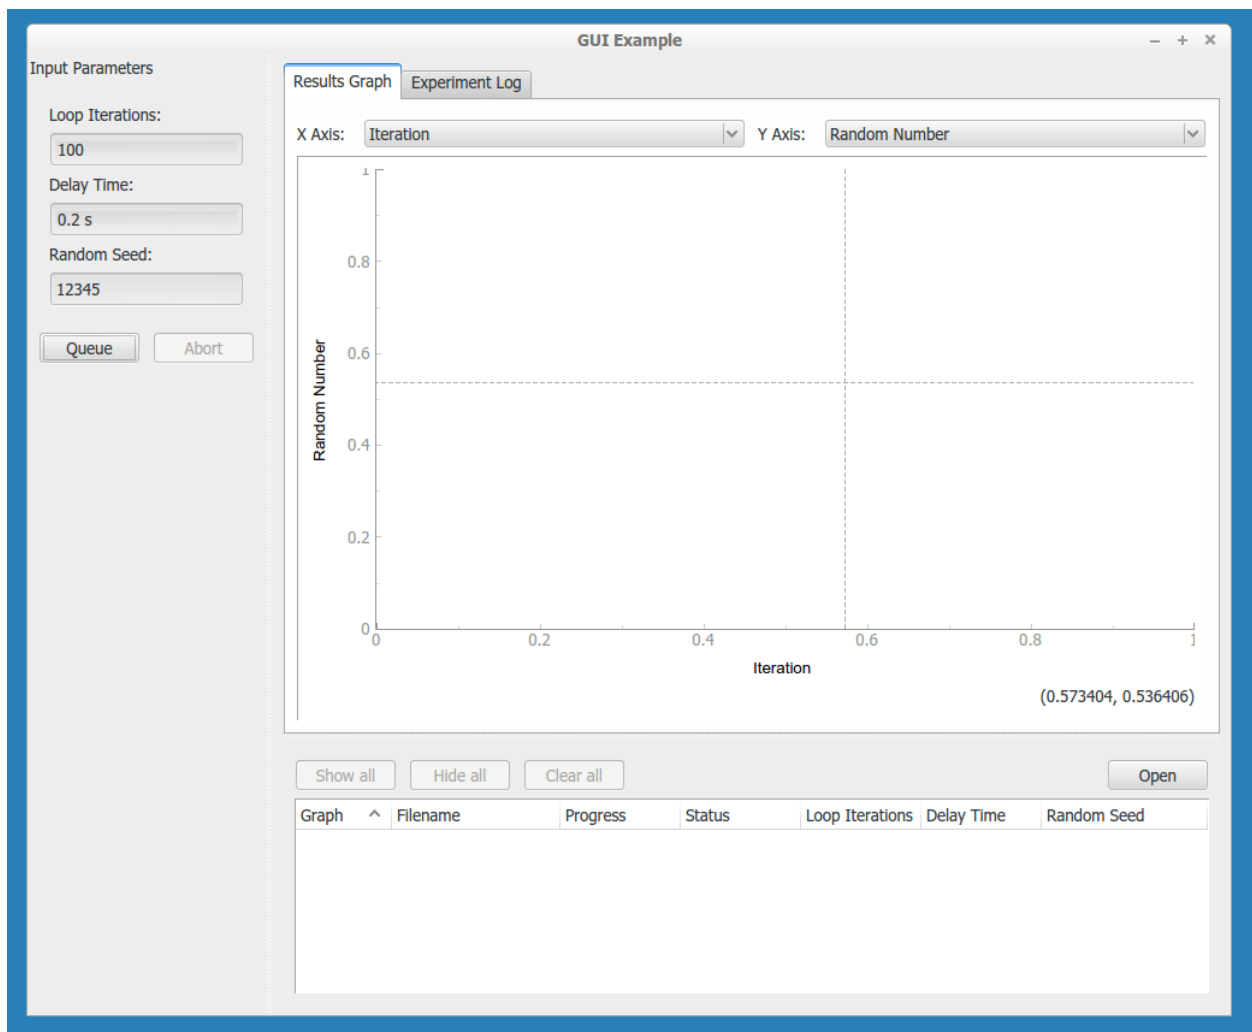 GUI Example
Input Parameters
Loop Iterations:
100
Delay Time:
0.2 s
Random Seed:
12345
Queue Abort
Results Graph Experiment Log
X Axis: Iteration Y Axis: Random Number
1
0.8
0.6
0.4
0.2
0
Random Number
0 0.2 0.4 0.6 0.8 1
Iteration
(0.573404, 0.536406)
Show all Hide all Clear all Open
Graph Filename Progress Status Loop Iterations Delay Time Random Seed